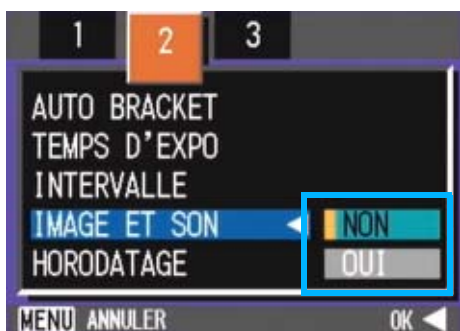 1 2 3
AUTO BRACKET
TEMPS D'EXPO
INTERVALLE
IMAGE ET SON NON
HORODATAGE OUI
MENU ANNULER OK